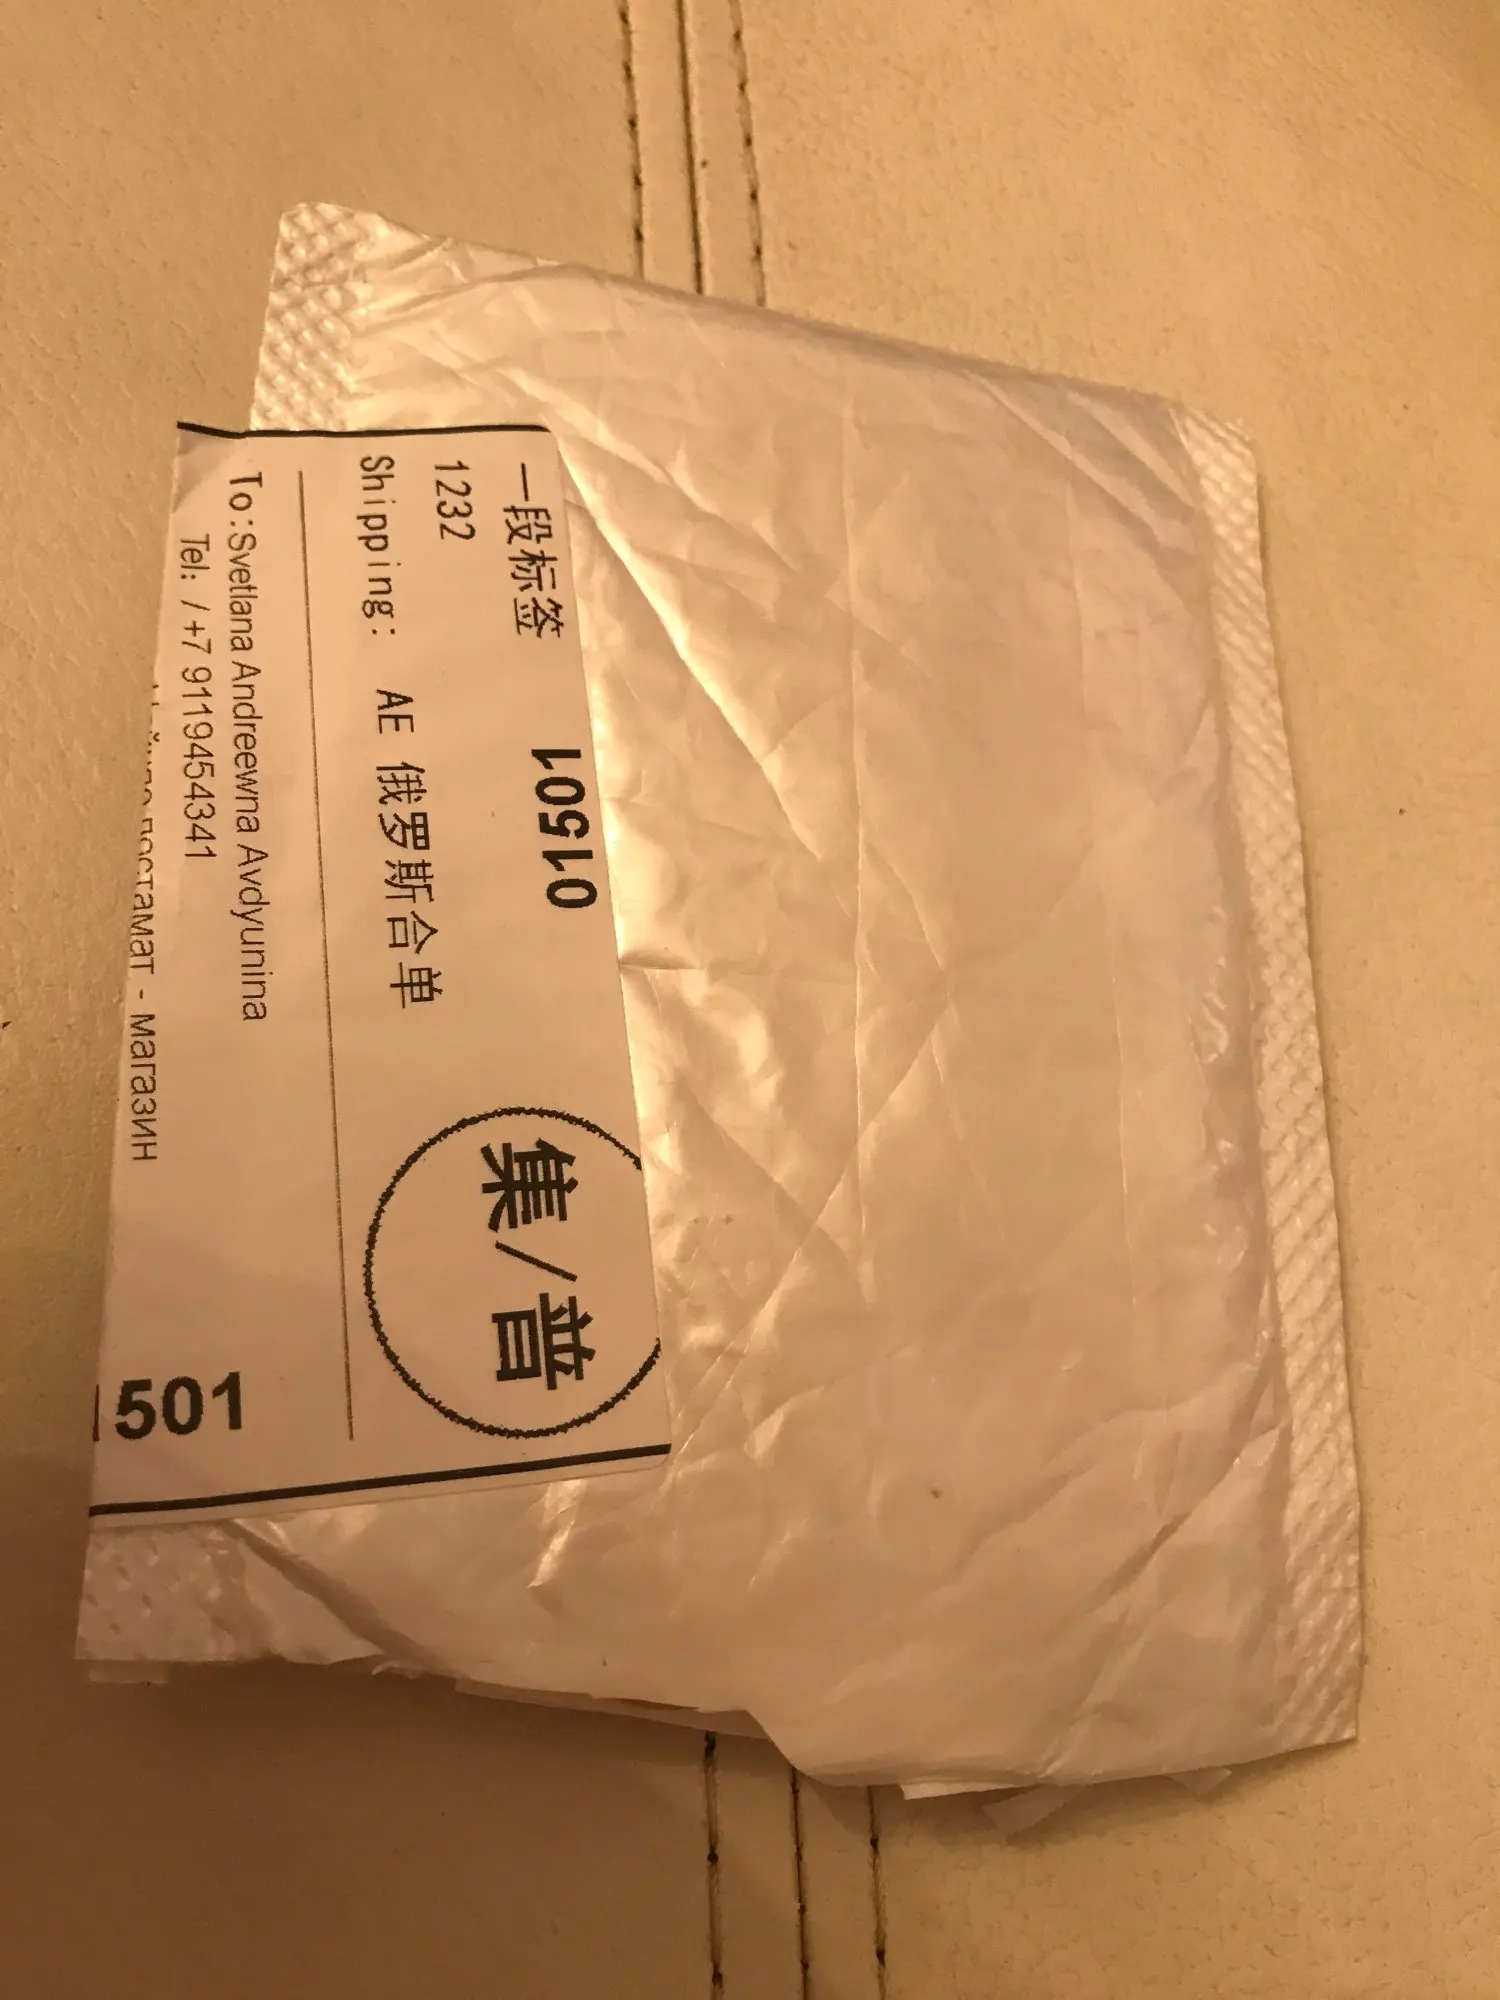 一段标签 01501
1232
Shipping: AE 俄罗斯合单
集/普
To:Svetlana Andreewna Avdyunina
Tel: / +7 9119454341
постамат - магазин
501